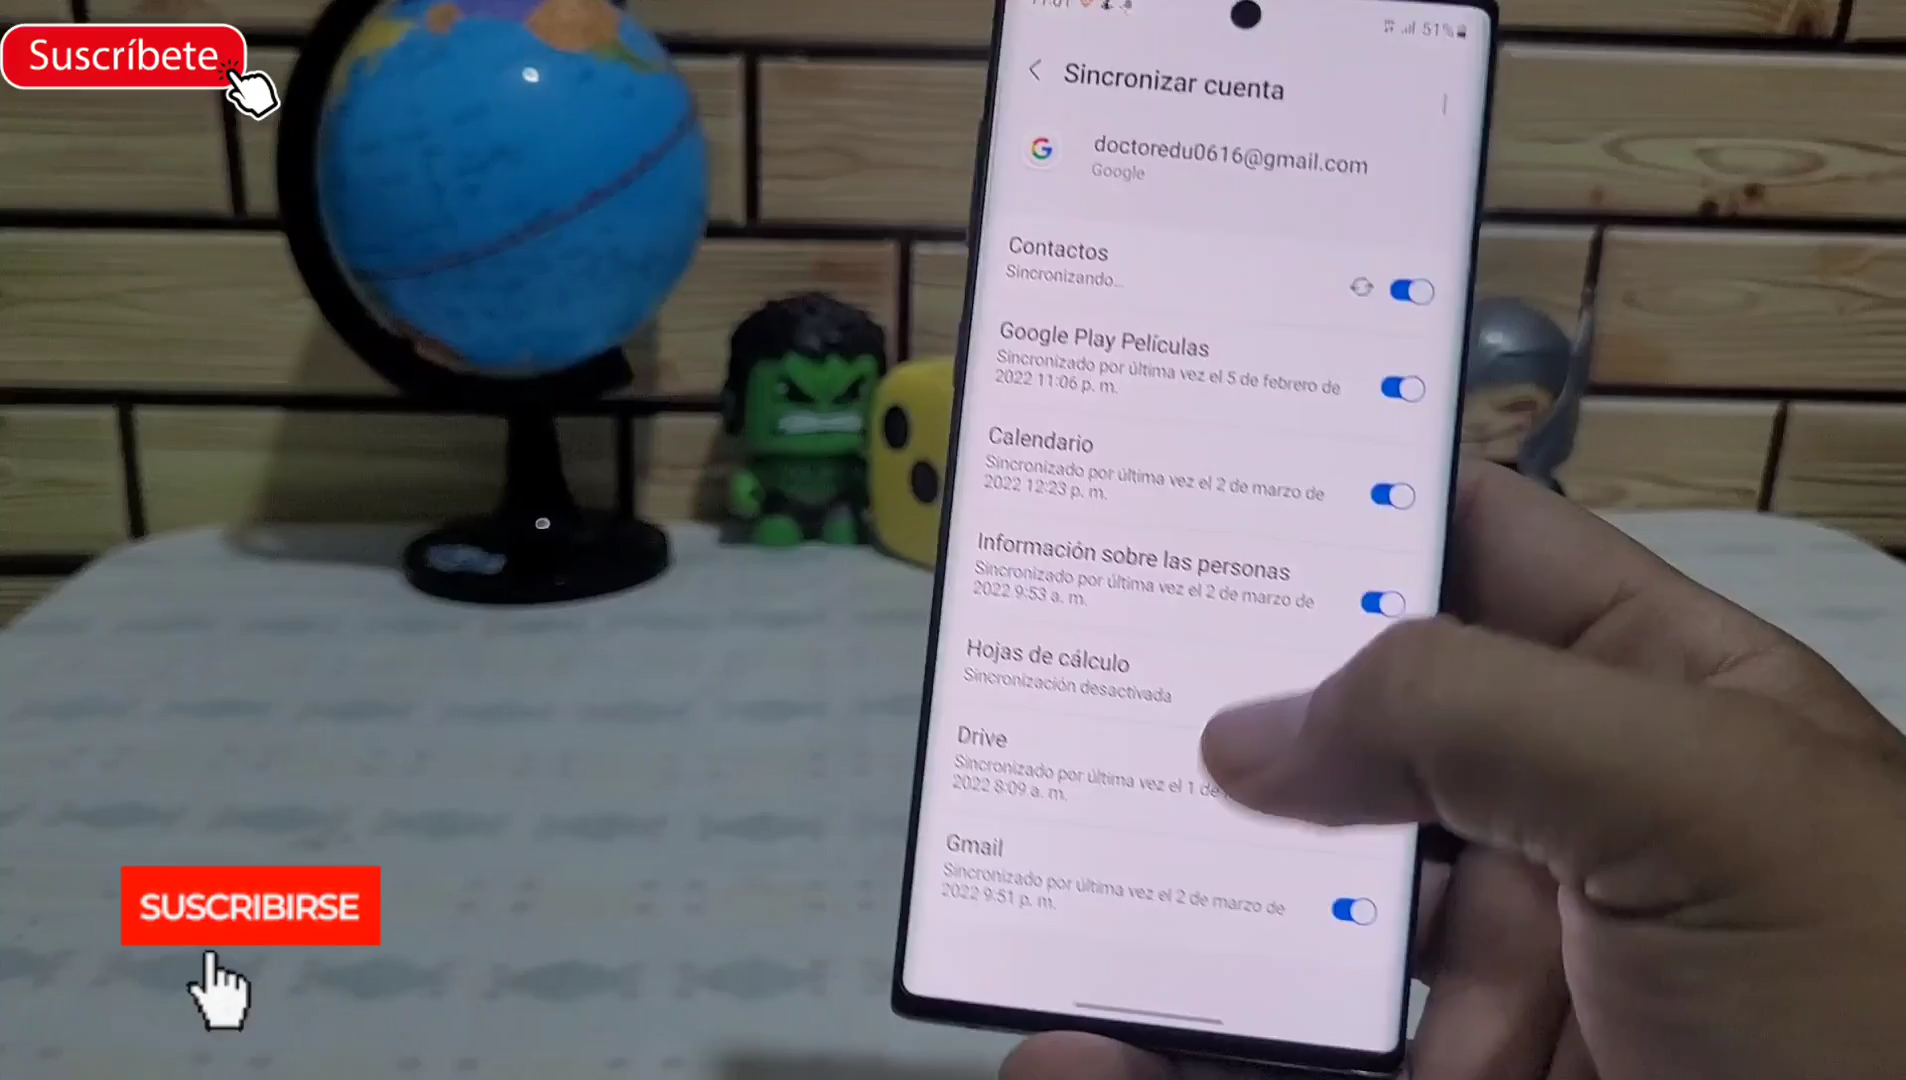 Suscríbete
51%
Sincronizar cuenta
doctoredu0616@gmail.com
Google
Contactos
Sincronizando...
Google Play Películas
Sincronizado por última vez el 5 de febrero de
2022 11:06 p. m.
Calendario
Sincronizado por última vez el 2 de marzo de
2022 12:23 p. m.
Información sobre las personas
Sincronizado por última vez el 2 de marzo de
2022 9:53 a. m.
Hojas de cálculo
Sincronización desactivada
Drive
Sincronizado por última vez el 1 de
2022 8:09 a. m.
Gmail
Sincronizado por última vez el 2 de marzo de
2022 9:51 p. m.
SUSCRIBIRSE